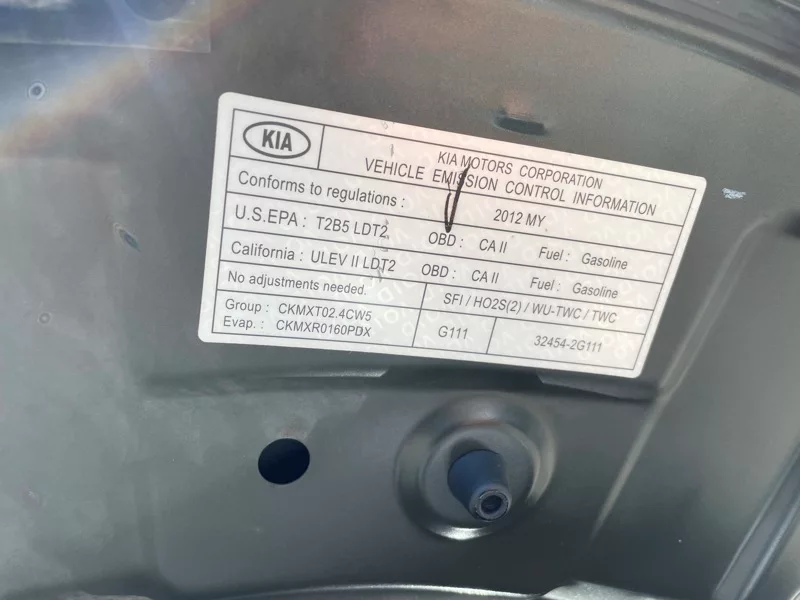 KIA
KIA MOTORS CORPORATION
VEHICLE EMISSION CONTROL INFORMATION
Conforms to regulations : 2012 MY
U.S.EPA : T2B5 LDT2 OBD : CA II Fuel : Gasoline
California : ULEV II LDT2 OBD : CA II Fuel : Gasoline
No adjustments needed. SFI / HO2S(2) / WU-TWC / TWC
Group : CKMXT02.4CW5
Evap. : CKMXR0160PDX
G111 32454-2G111